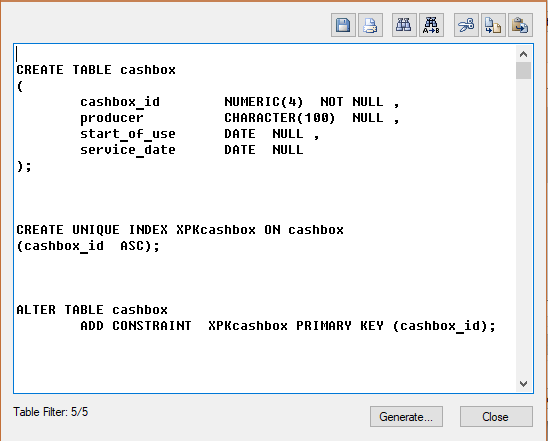 A→B
CREATE TABLE cashbox
(
cashbox_id NUMERIC(4) NOT NULL ,
producer CHARACTER(100) NULL ,
start_of_use DATE NULL ,
service_date DATE NULL
);
CREATE UNIQUE INDEX XPKcashbox ON cashbox
(cashbox_id ASC);
ALTER TABLE cashbox
ADD CONSTRAINT XPKcashbox PRIMARY KEY (cashbox_id);
Table Filter: 5/5
Generate...
Close